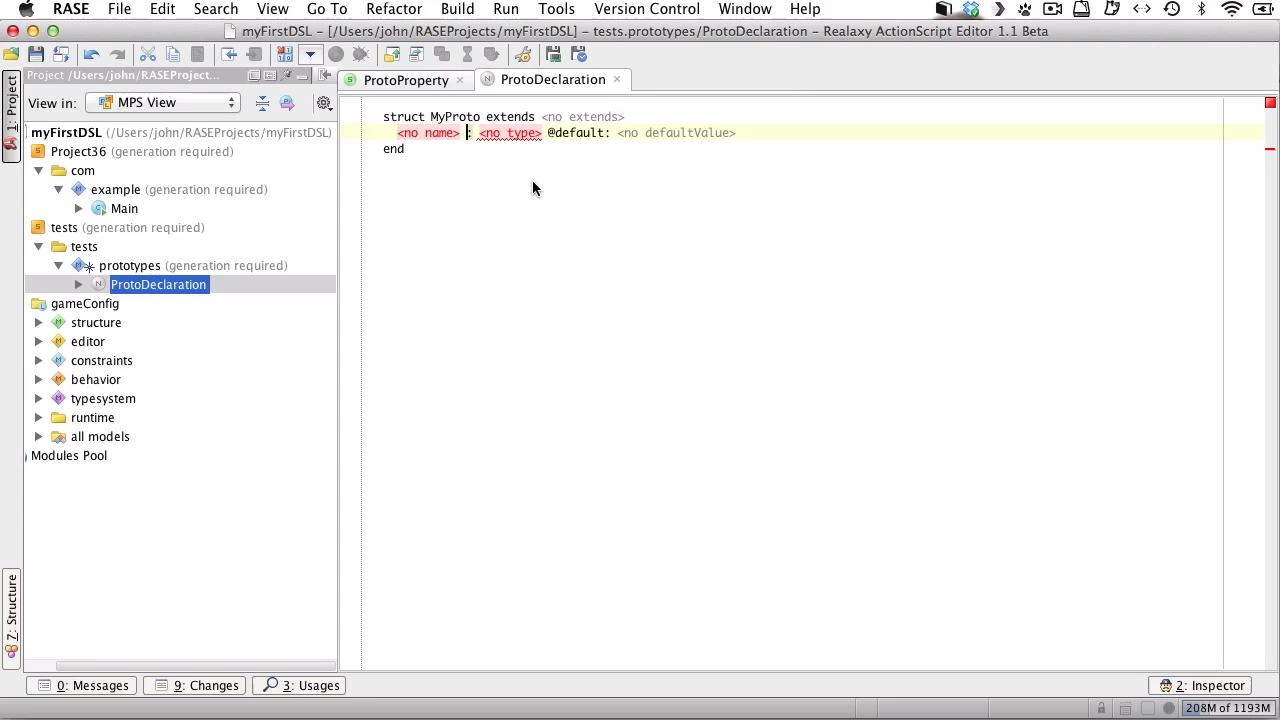 RASE File Edit Search View Go To Refactor Build Run Tools Version Control Window Help
myFirstDSL – [/Users/john/RASEProjects/myFirstDSL] – tests.prototypes/ProtoDeclaration – Realaxy ActionScript Editor 1.1 Beta
Project /Users/john/RASEProject...
ProtoProperty
ProtoDeclaration
1: Project
View in: MPS View
myFirstDSL (/Users/john/RASEProjects/myFirstDSL)
Project36 (generation required)
com
example (generation required)
Main
tests (generation required)
tests
prototypes (generation required)
ProtoDeclaration
gameConfig
structure
editor
constraints
behavior
typesystem
runtime
all models
Modules Pool
struct MyProto extends <no extends>
<no name> : <no type> @default: <no defaultValue>
end
Z: Structure
0: Messages 9: Changes 3: Usages 2: Inspector
208M of 1193M